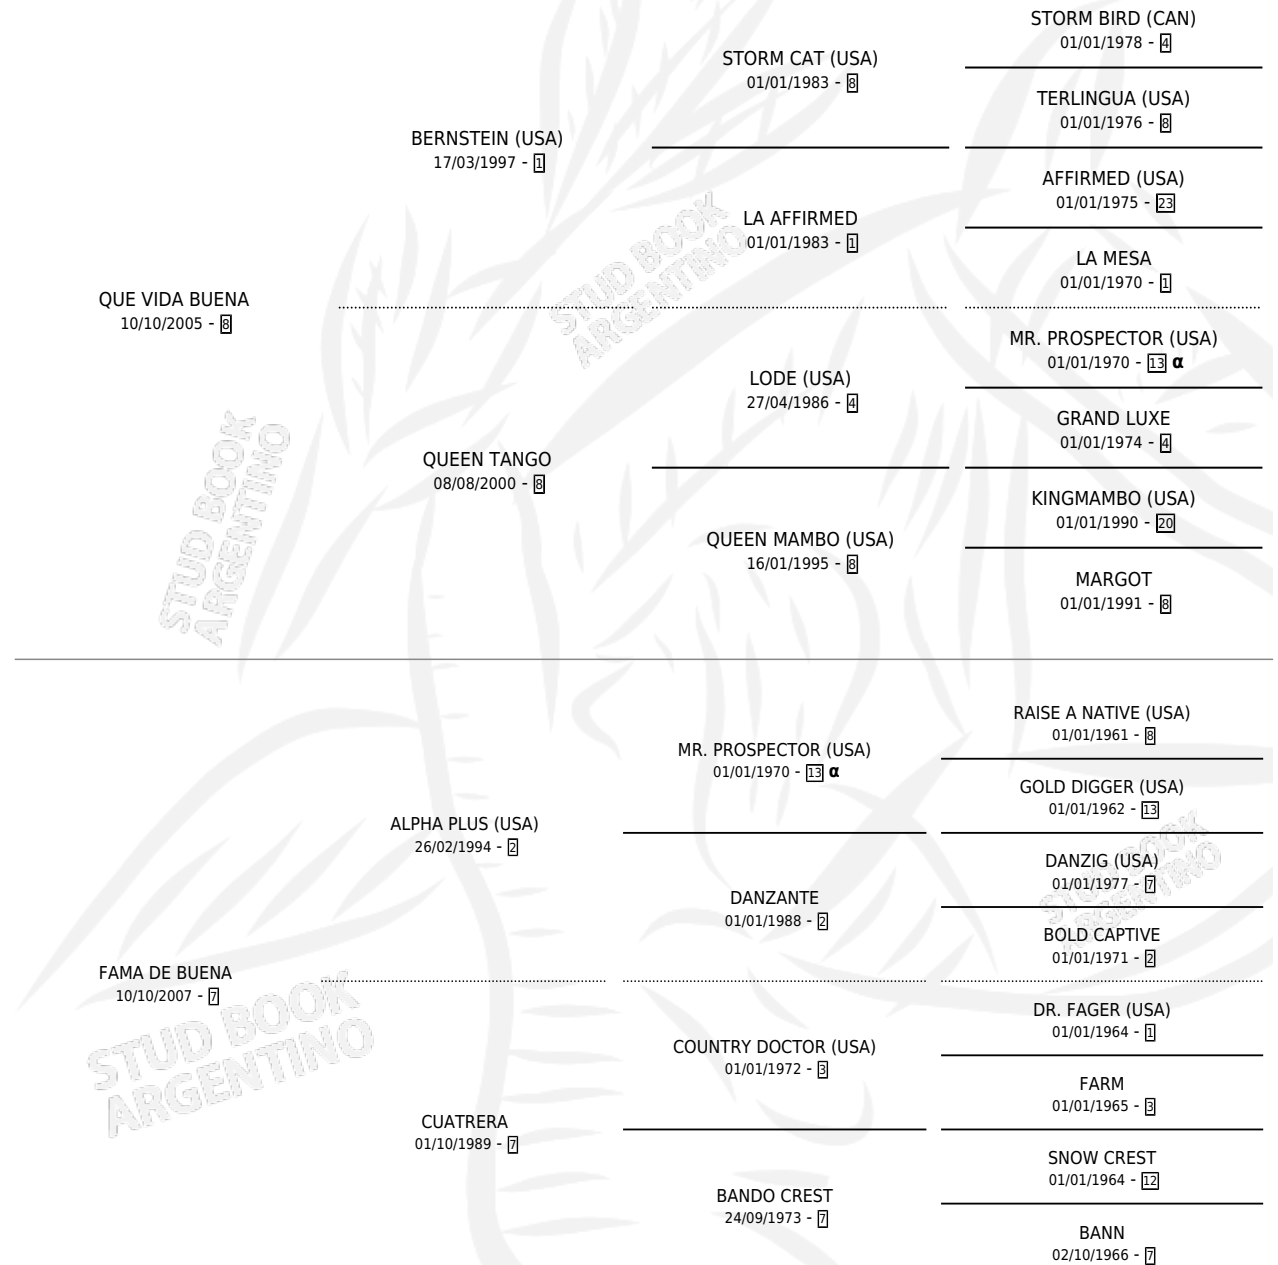 STORM BIRD (CAN)
01/01/1978 - 4
STORM CAT (USA)
01/01/1983 - 8
TERLINGUA (USA)
01/01/1976 - 8
BERNSTEIN (USA)
17/03/1997 - 1
AFFIRMED (USA)
01/01/1975 - 23
LA AFFIRMED
01/01/1983 - 1
LA MESA
01/01/1970 - 1
QUE VIDA BUENA
10/10/2005 - 8
MR. PROSPECTOR (USA)
01/01/1970 - 13 α
LODE (USA)
27/04/1986 - 4
GRAND LUXE
01/01/1974 - 4
QUEEN TANGO
08/08/2000 - 8
KINGMAMBO (USA)
01/01/1990 - 20
QUEEN MAMBO (USA)
16/01/1995 - 8
MARGOT
01/01/1991 - 8
RAISE A NATIVE (USA)
01/01/1961 - 8
MR. PROSPECTOR (USA)
01/01/1970 - 13 α
GOLD DIGGER (USA)
01/01/1962 - 13
ALPHA PLUS (USA)
26/02/1994 - 2
DANZIG (USA)
01/01/1977 - 7
DANZANTE
01/01/1988 - 2
BOLD CAPTIVE
01/01/1971 - 2
FAMA DE BUENA
10/10/2007 - 7
DR. FAGER (USA)
01/01/1964 - 1
COUNTRY DOCTOR (USA)
01/01/1972 - 3
FARM
01/01/1965 - 3
CUATRERA
01/10/1989 - 7
SNOW CREST
01/01/1964 - 12
BANDO CREST
24/09/1973 - 7
BANN
02/10/1966 - 7
STUD BOOK
ARGENTINO
STUD BOOK
ARGENTINO
STUD BOOK
ARGENTINO
STUD BOOK
ARGENTINO